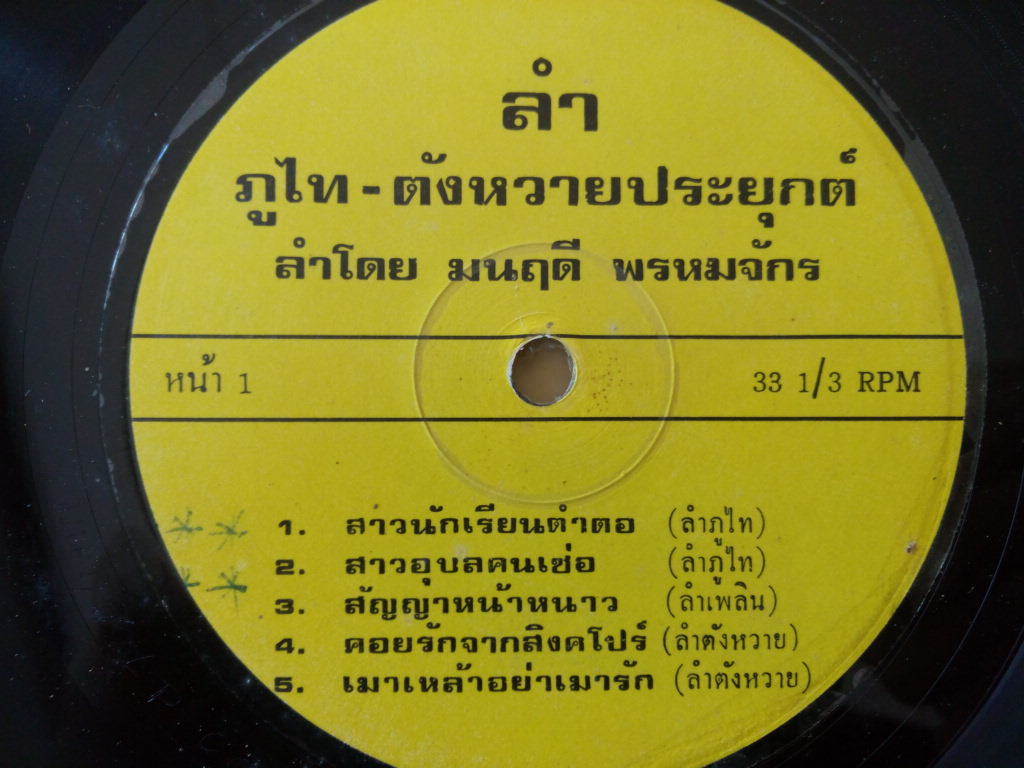 ลำ
ภูไท - ตังหวายประยุกต์
ลำโดย มนฤดี พรหมจักร
หน้า 1 33 1/3 RPM
1. สาวนักเรียนตำตอ (ลำภูไท)
2. สาวอุบลคนเซ่อ (ลำภูไท)
3. สัญญาหน้าหนาว (ลำเพลิน)
4. คอยรักจากสิงคโปร์ (ลำตังหวาย)
5. เมาเหล้าอย่าเมารัก (ลำตังหวาย)